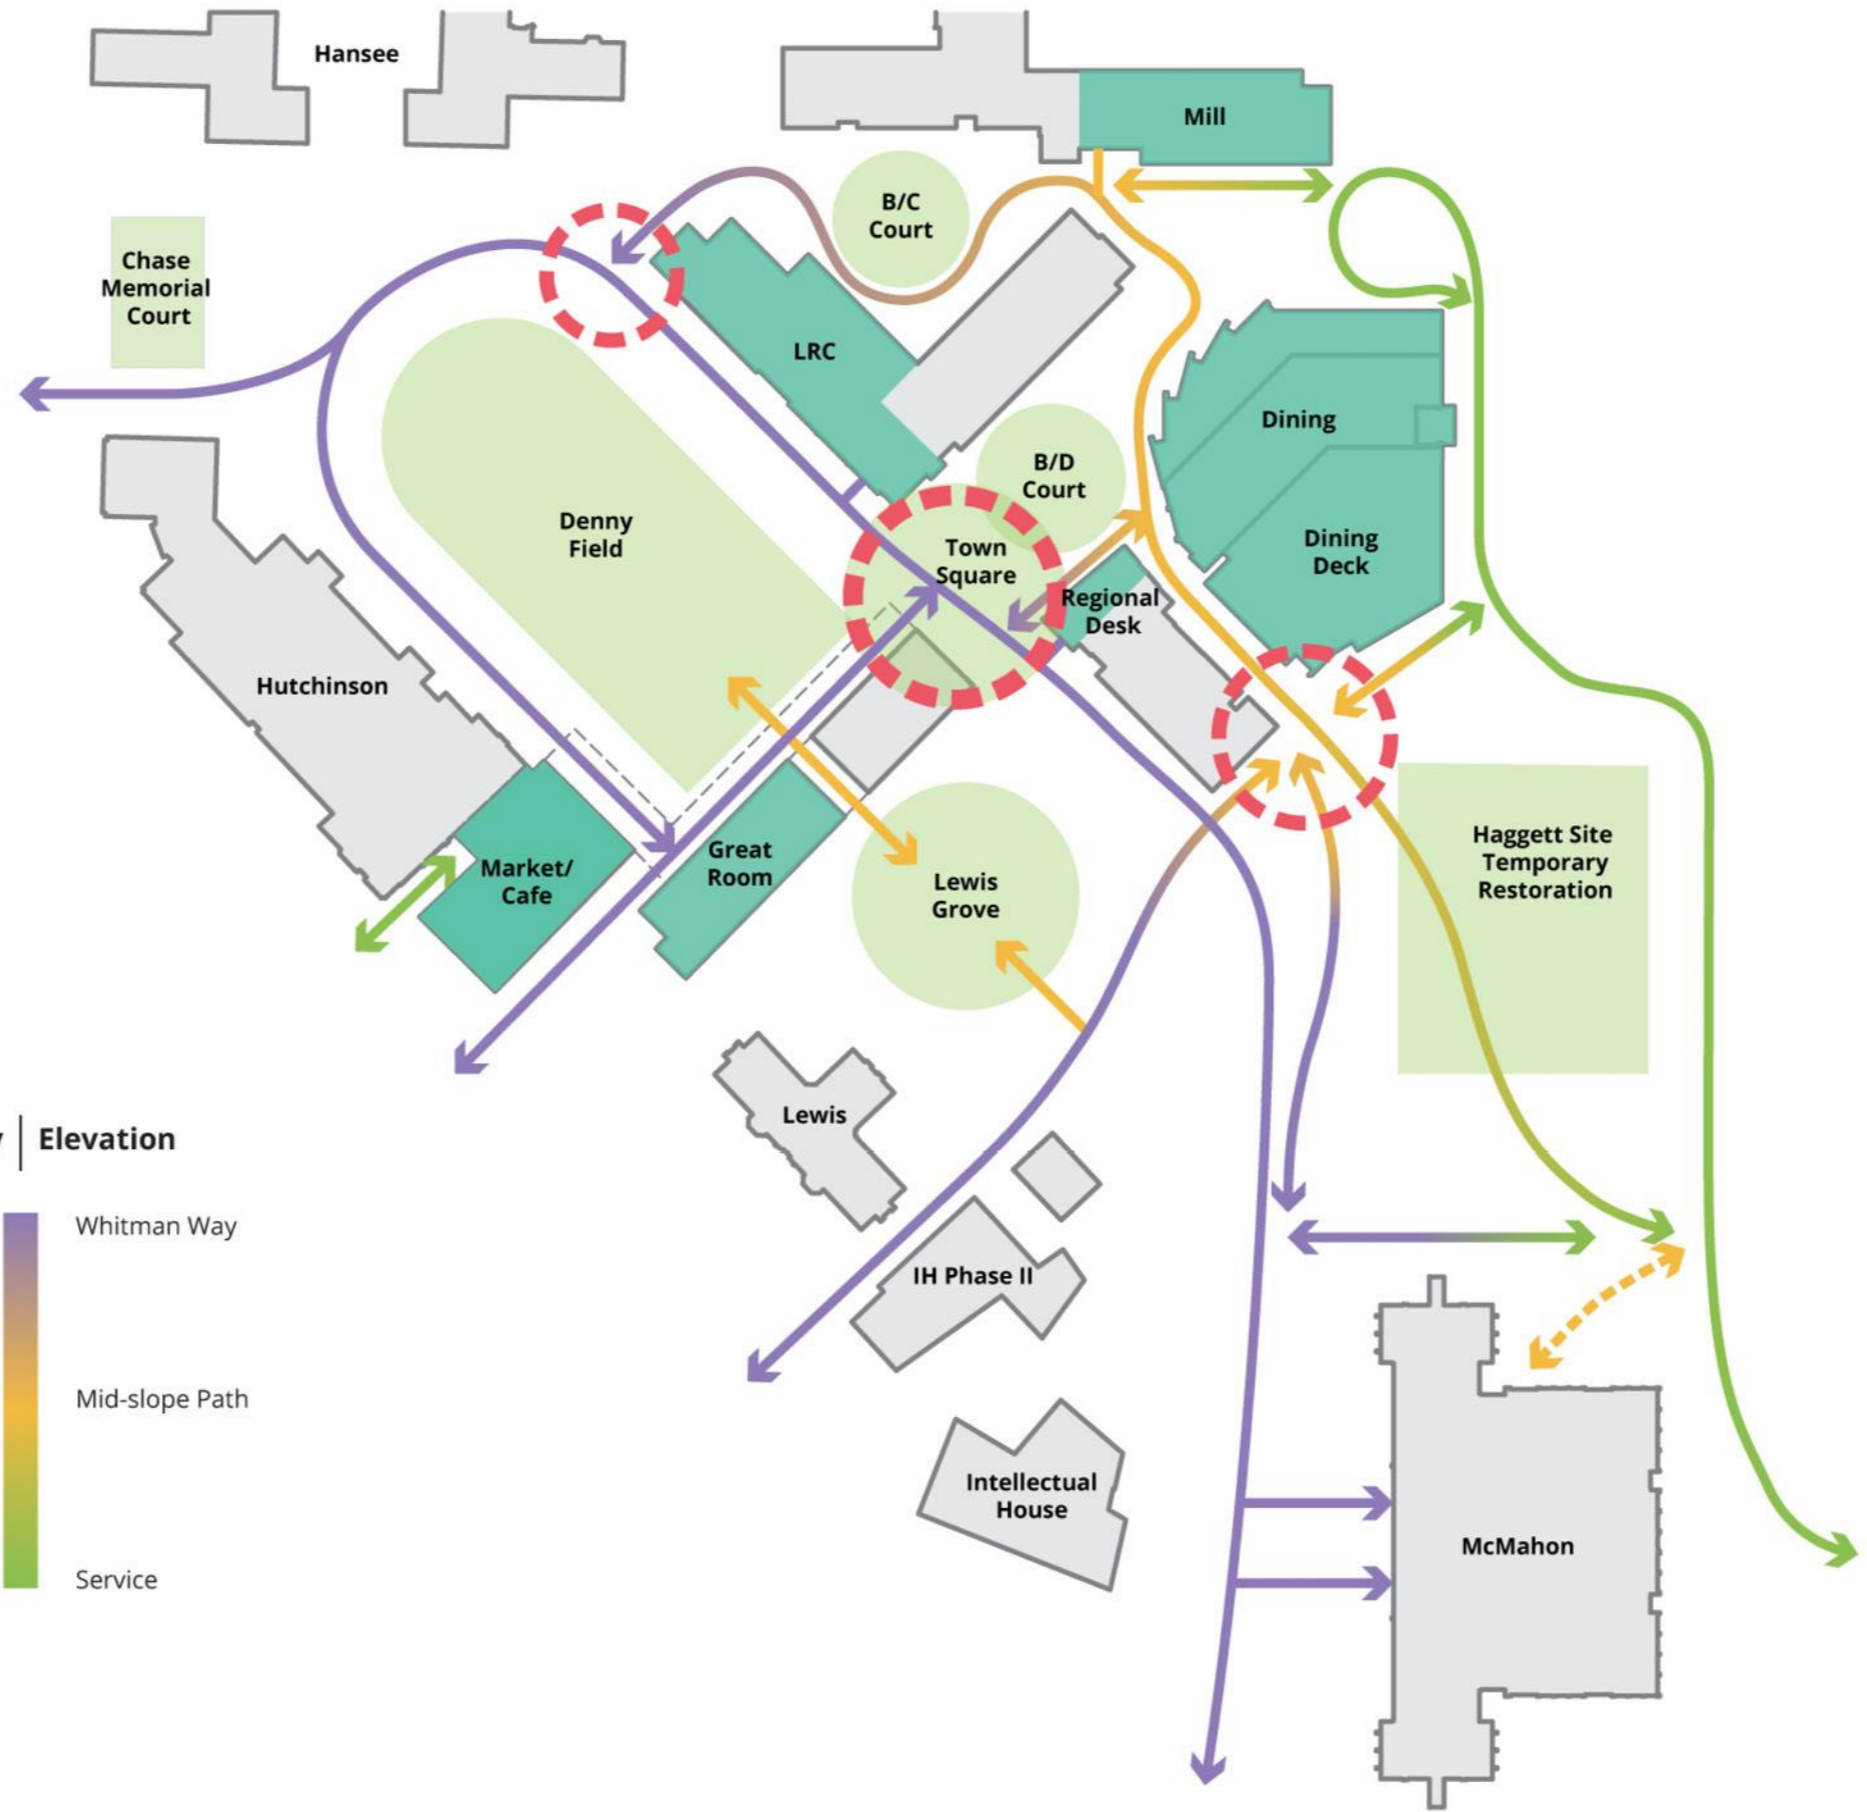 Hansee
Mill
B/C
Court
Chase
Memorial
Court
LRC
Dining
B/D
Court
Denny
Field
Town
Square
Dining
Deck
Regional
Desk
Hutchinson
Haggett Site
Temporary
Restoration
Great
Room
Market/
Cafe
Lewis
Grove
Lewis
Elevation
Whitman Way
IH Phase II
Mid-slope Path
Intellectual
House
McMahon
Service